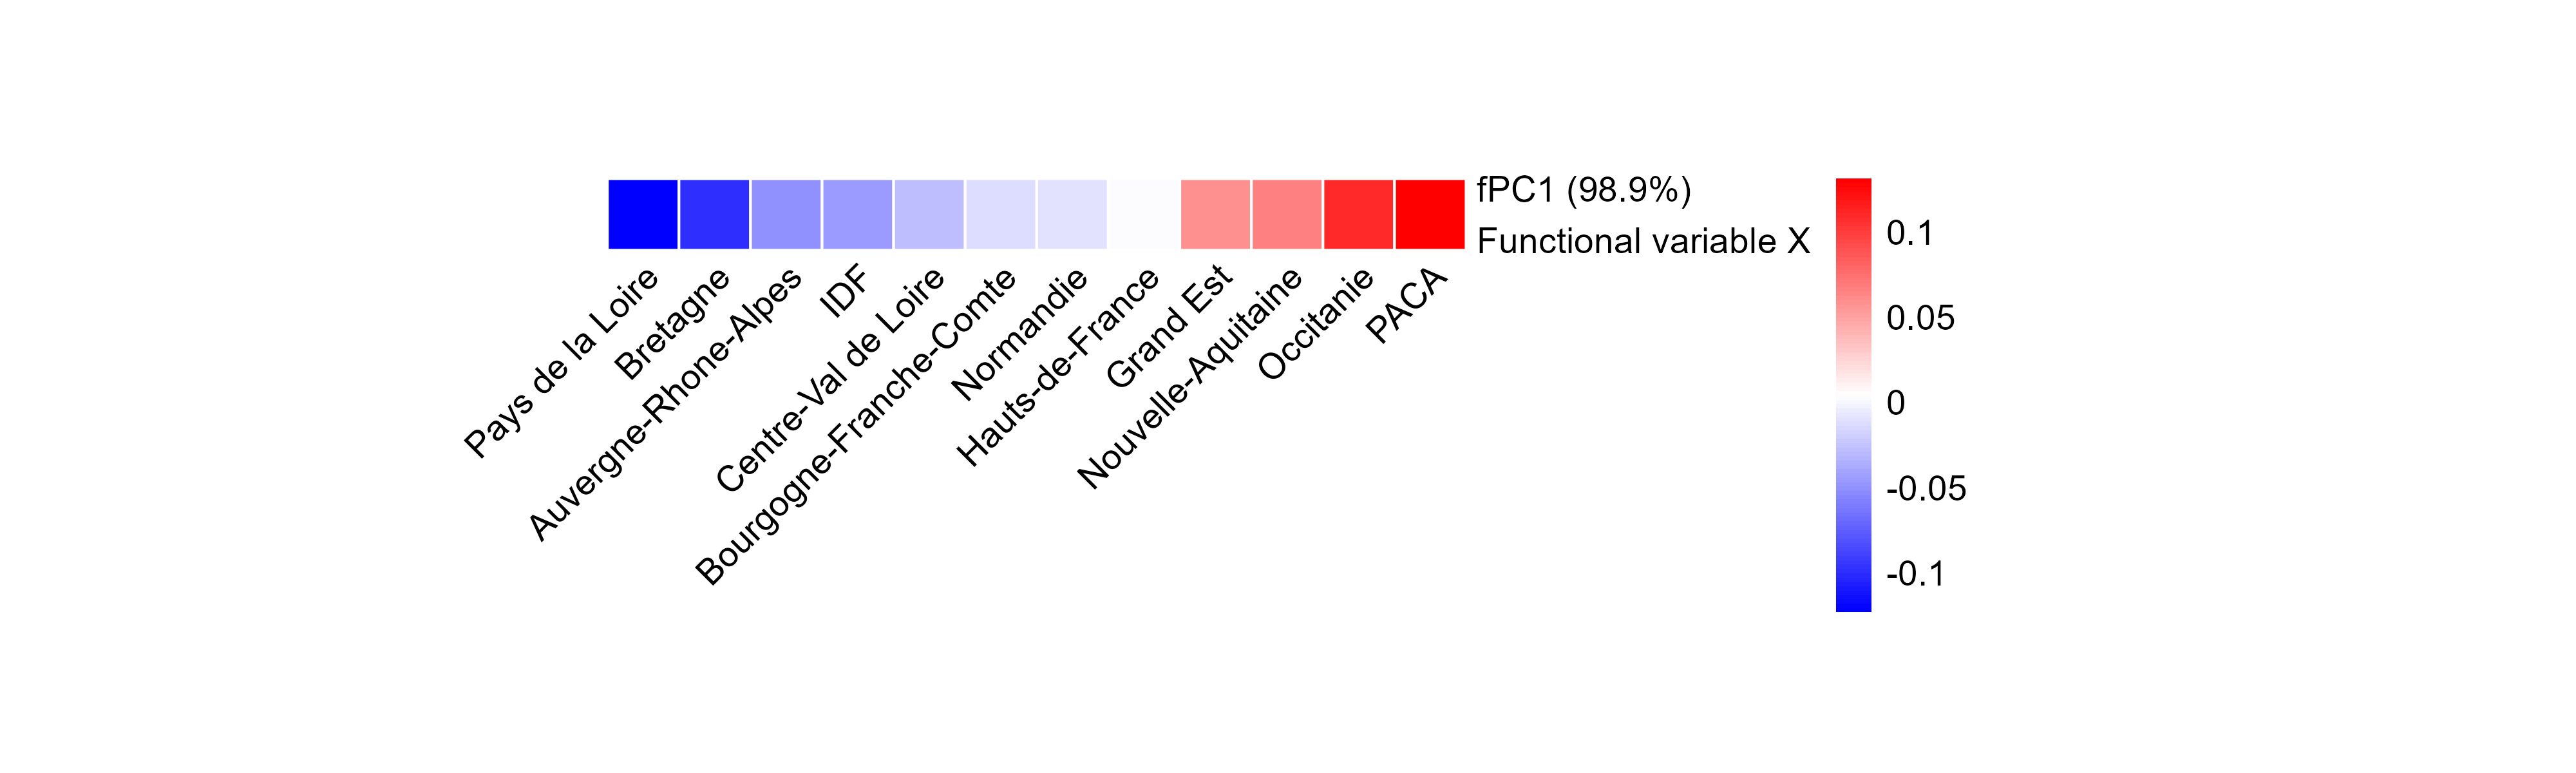 fPC1 (98.9%)
Functional variable X
Pays de la Loire
Bretagne
Auvergne-Rhone-Alpes
IDF
Centre-Val de Loire
Bourgogne-Franche-Comte
Normandie
Hauts-de-France
Grand Est
Nouvelle-Aquitaine
Occitanie
PACA
0.1
0.05
0
-0.05
-0.1